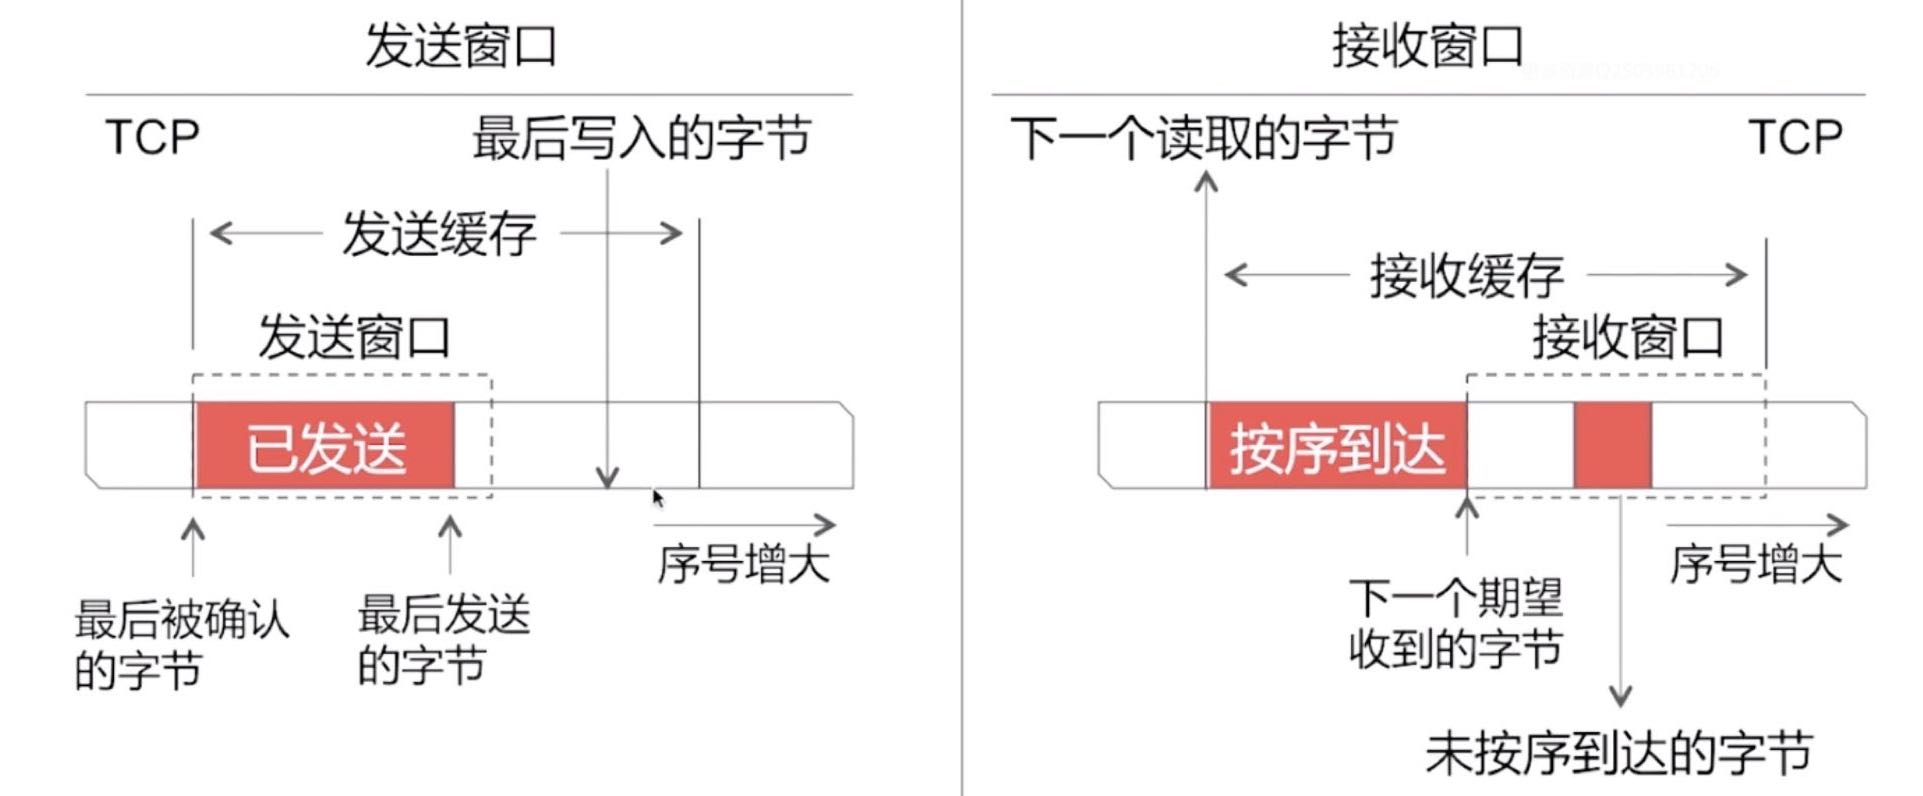 发送窗口
TCP
最后写入的字节
发送缓存
发送窗口
已发送
序号增大
最后被确认
的字节
最后发送
的字节
接收窗口
下一个读取的字节
TCP
接收缓存
接收窗口
按序到达
序号增大
下一个期望
收到的字节
未按序到达的字节